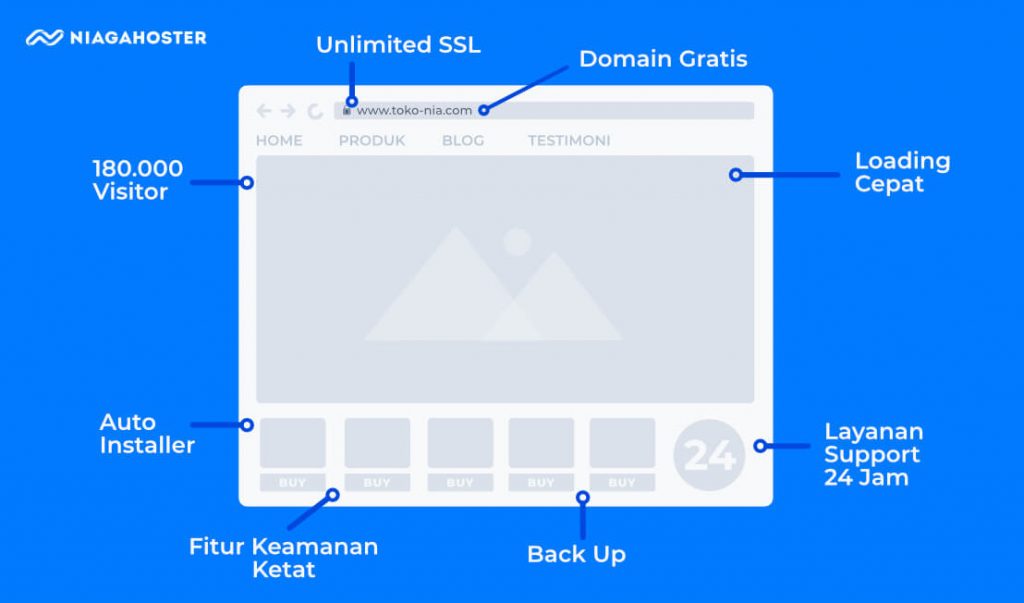 NIAGAHOSTER
Unlimited SSL
Domain Gratis
www.toko-nia.com
HOME PRODUK BLOG TESTIMONI
180.000
Visitor
Loading
Cepat
Auto
Installer
24
Layanan
Support
24 Jam
BUY BUY BUY BUY BUY
Fitur Keamanan
Ketat
Back Up